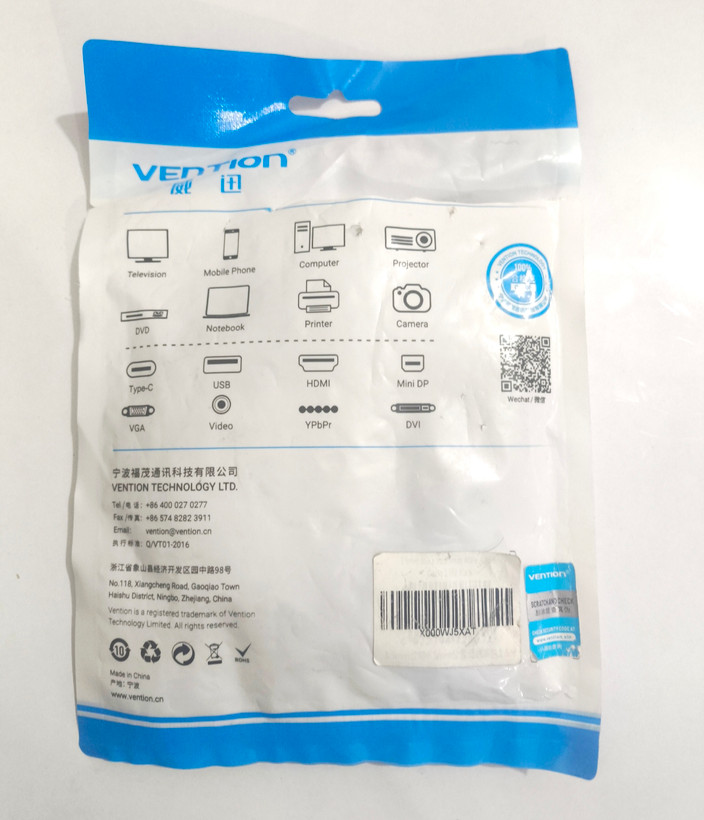 VENTION®
威 迅
Television
Mobile Phone
Computer
Projector
DVD
Notebook
Printer
Camera
Type-C
USB
HDMI
Mini DP
VGA
Video
YPbPr
DVI
VENTION TECHNOLOGY
100%
Wechat/微信
宁波福茂通讯科技有限公司
VENTION TECHNOLOGY LTD.
Tel/电 话: +86 400 027 0277
Fax /传真: +86 574 8282 3911
Email: vention@vention.cn
执 行 标 准: Q/VT01-2016
浙江省象山县经济开发区园中路98号
No.118, Xiangcheng Road, Gaoqiao Town
Haishu District, Ningbo, Zhejiang, China
Vention is a registered trademark of Vention
Technology Limited. All rights reserved.
10
RoHS
Made in China
产地: 宁波
www.vention.cn
X000WJ5XAT
VENTION